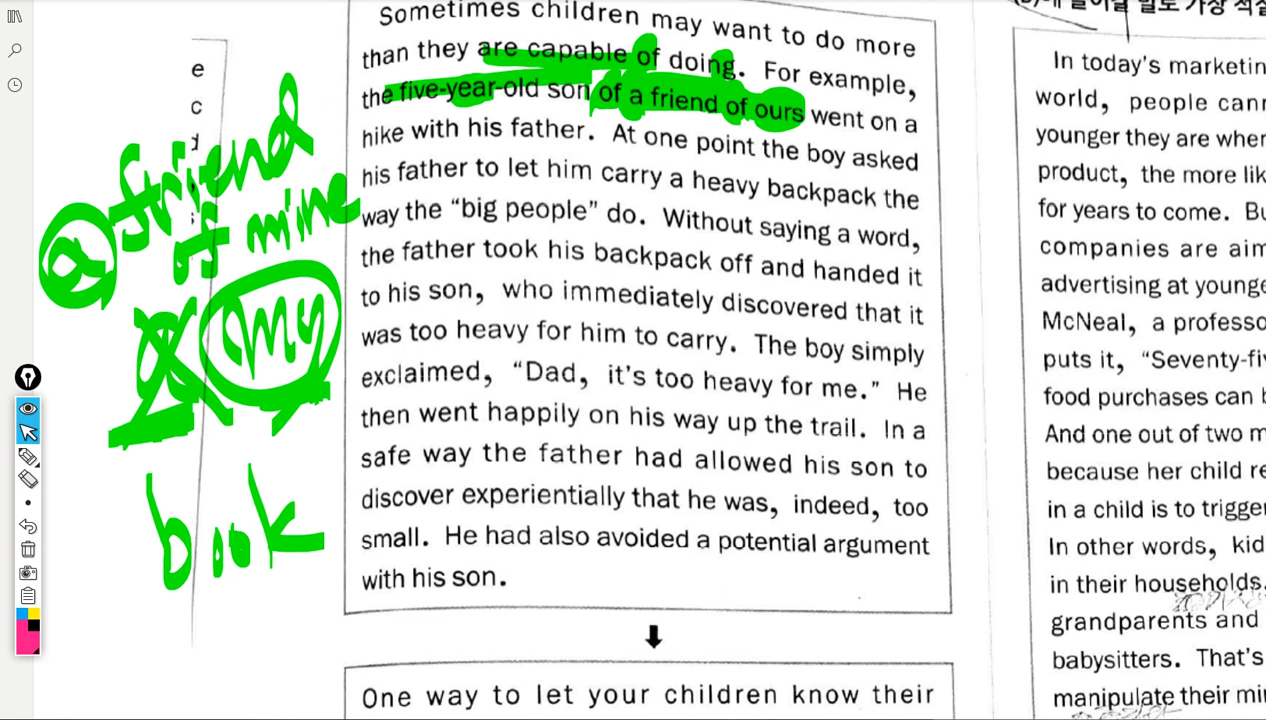 e
c
d
ⓐ friend
of mine
a my
book
Sometimes children may want to do more
than they are capable of doing. For example,
the five-year-old son of a friend of ours went on a
hike with his father. At one point the boy asked
his father to let him carry a heavy backpack the
way the “big people” do. Without saying a word,
the father took his backpack off and handed it
to his son, who immediately discovered that it
was too heavy for him to carry. The boy simply
exclaimed, “Dad, it's too heavy for me.” He
then went happily on his way up the trail. In a
safe way the father had allowed his son to
discover experientially that he was, indeed, too
small. He had also avoided a potential argument
with his son.
One way to let your children know their
In today's marketin
world, people cann
younger they are wher
product, the more lik
for years to come. Bu
companies are aim
advertising at younge
McNeal, a professo
puts it, “Seventy-fiv
food purchases can b
And one out of two m
because her child re
in a child is to trigger
In other words, kid
in their households.
grandparents and
babysitters. That's
manipulate their min